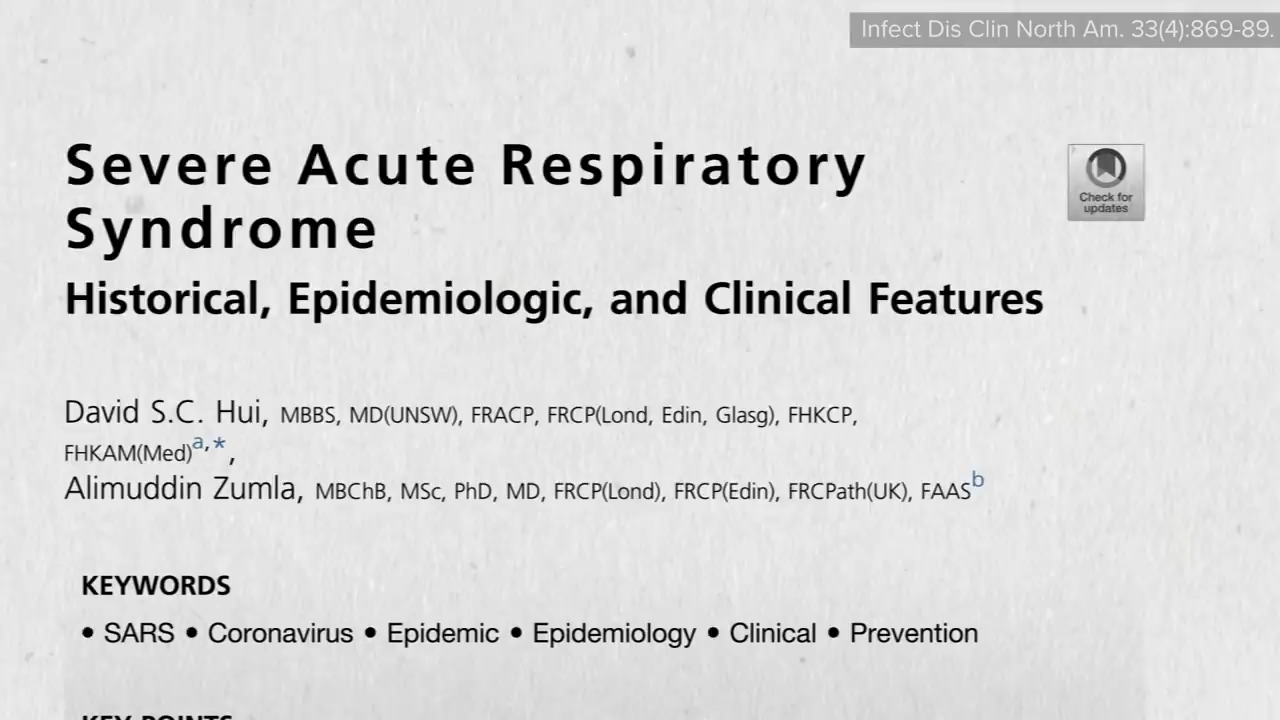 Infect Dis Clin North Am. 33(4):869-89.
Severe Acute Respiratory
Syndrome
Check for
updates
Historical, Epidemiologic, and Clinical Features
David S.C. Hui, MBBS, MD(UNSW), FRACP, FRCP(Lond, Edin, Glasg), FHKCP,
FHKAM(Med)a,*,
Alimuddin Zumla, MBChB, MSc, PhD, MD, FRCP(Lond), FRCP(Edin), FRCPath(UK), FAASb
KEYWORDS
• SARS • Coronavirus • Epidemic • Epidemiology • Clinical • Prevention
KEY POINTS